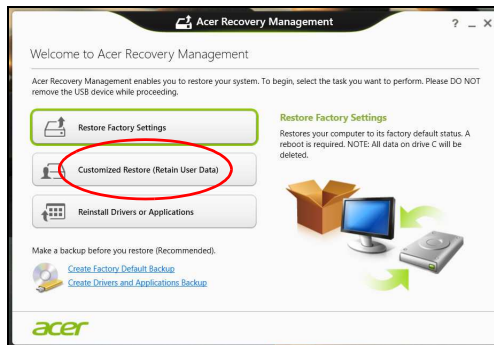 Acer Recovery Management
? _ X
Welcome to Acer Recovery Management
Acer Recovery Management enables you to restore your system. To begin, select the task you want to perform. Please DO NOT
remove the USB device while proceeding.
Restore Factory Settings
Customized Restore (Retain User Data)
Reinstall Drivers or Applications
Restore Factory Settings
Restores your computer to its factory default status. A
reboot is required. NOTE: All data on drive C will be
deleted.
Make a backup before you restore (Recommended).
Create Factory Default Backup
Create Drivers and Applications Backup
acer